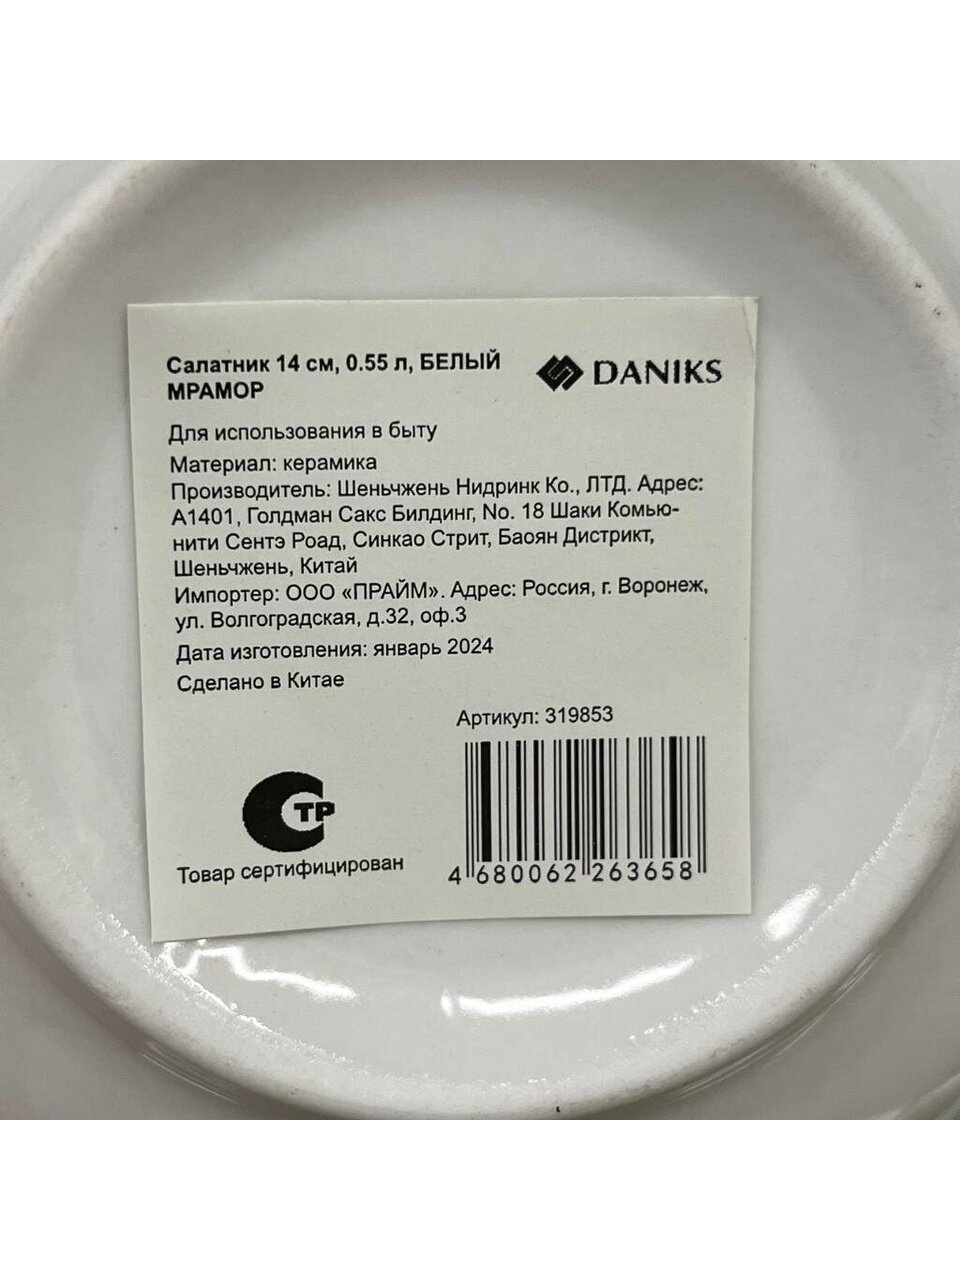 Салатник 14 см, 0.55 л, БЕЛЫЙ
МРАМОР
DANIKS
Для использования в быту
Материал: керамика
Производитель: Шеньчжень Нидринк Ко., ЛТД. Адрес:
А1401, Голдман Сакс Билдинг, No. 18 Шаки Комью-
нити Сентэ Роад, Синкао Стрит, Баоян Дистрикт,
Шеньчжень, Китай
Импортер: ООО «ПРАЙМ». Адрес: Россия, г. Воронеж,
ул. Волгоградская, д.32, оф.3
Дата изготовления: январь 2024
Сделано в Китае
Артикул: 319853
ТР
Товар сертифицирован
4 680062 263658